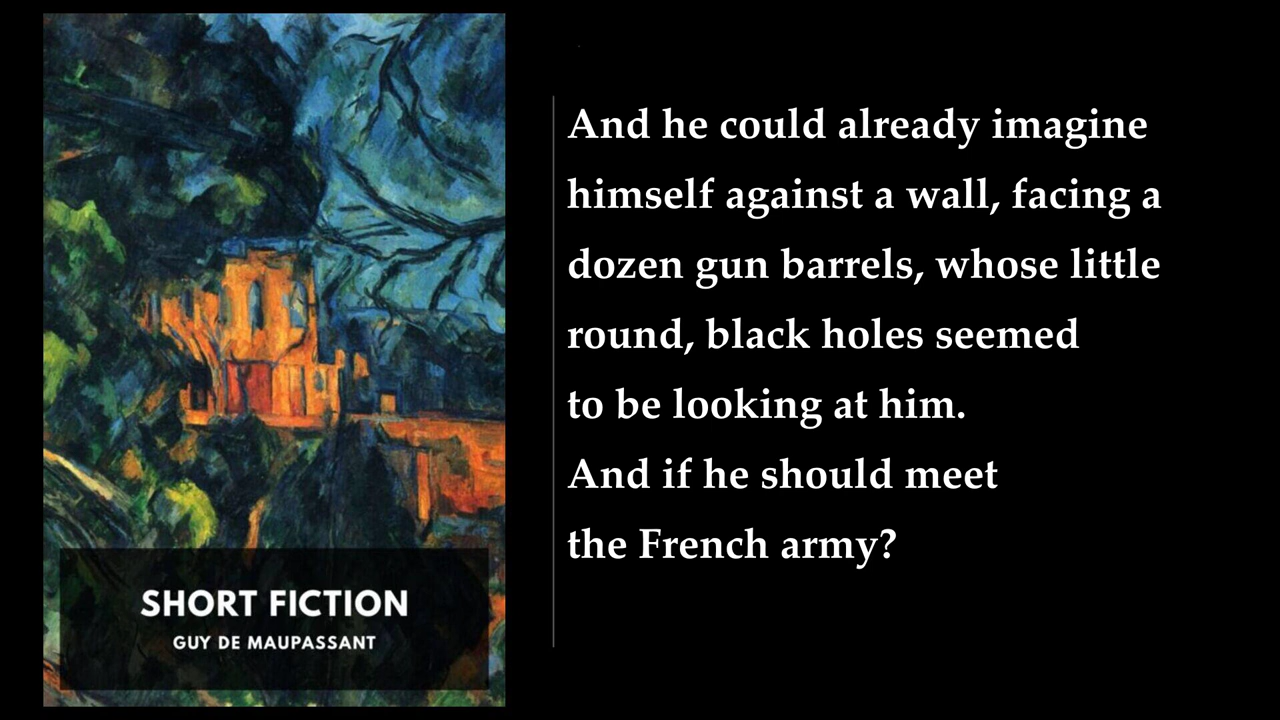 And he could already imagine
himself against a wall, facing a
dozen gun barrels, whose little
round, black holes seemed
to be looking at him.
And if he should meet
the French army?
SHORT FICTION
GUY DE MAUPASSANT